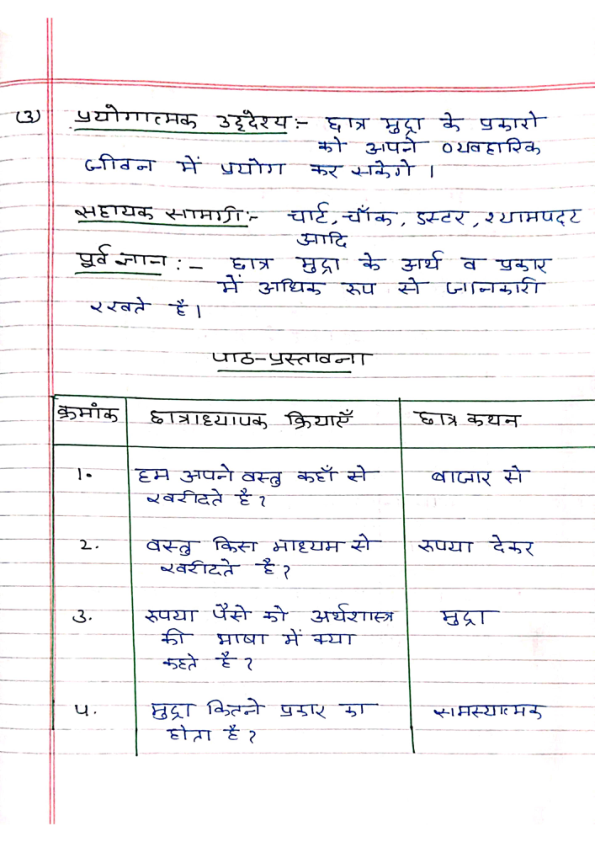 (3) प्रयोगात्मक उद्देश्य :- छात्र मुद्रा के प्रकारो
को अपने व्यवहारिक
जीवन में प्रयोग कर सकेगे ।
सहायक सामाग्री :- चार्ट, चाँक, डस्टर, श्यामपटट
आदि
पूर्व ज्ञान : - छात्र मुद्रा के अर्थ व प्रकार
में अधिक रूप से जानकारी
रखते है।
पाठ-प्रस्तावना
क्रमांक छात्राध्यापक क्रियाएँ छात्र कथन
1. हम अपने वस्तु कहाँ से बाजार से
खरीदते है ?
2. वस्तु किस माध्यम से रूपया देकर
खरीदते है ?
3. रूपया पैसे को अर्थशास्त्र मुद्रा
की भाषा में क्या
कहते है ?
4. मुद्रा कितने प्रकार का समस्यात्मक
होता है ?